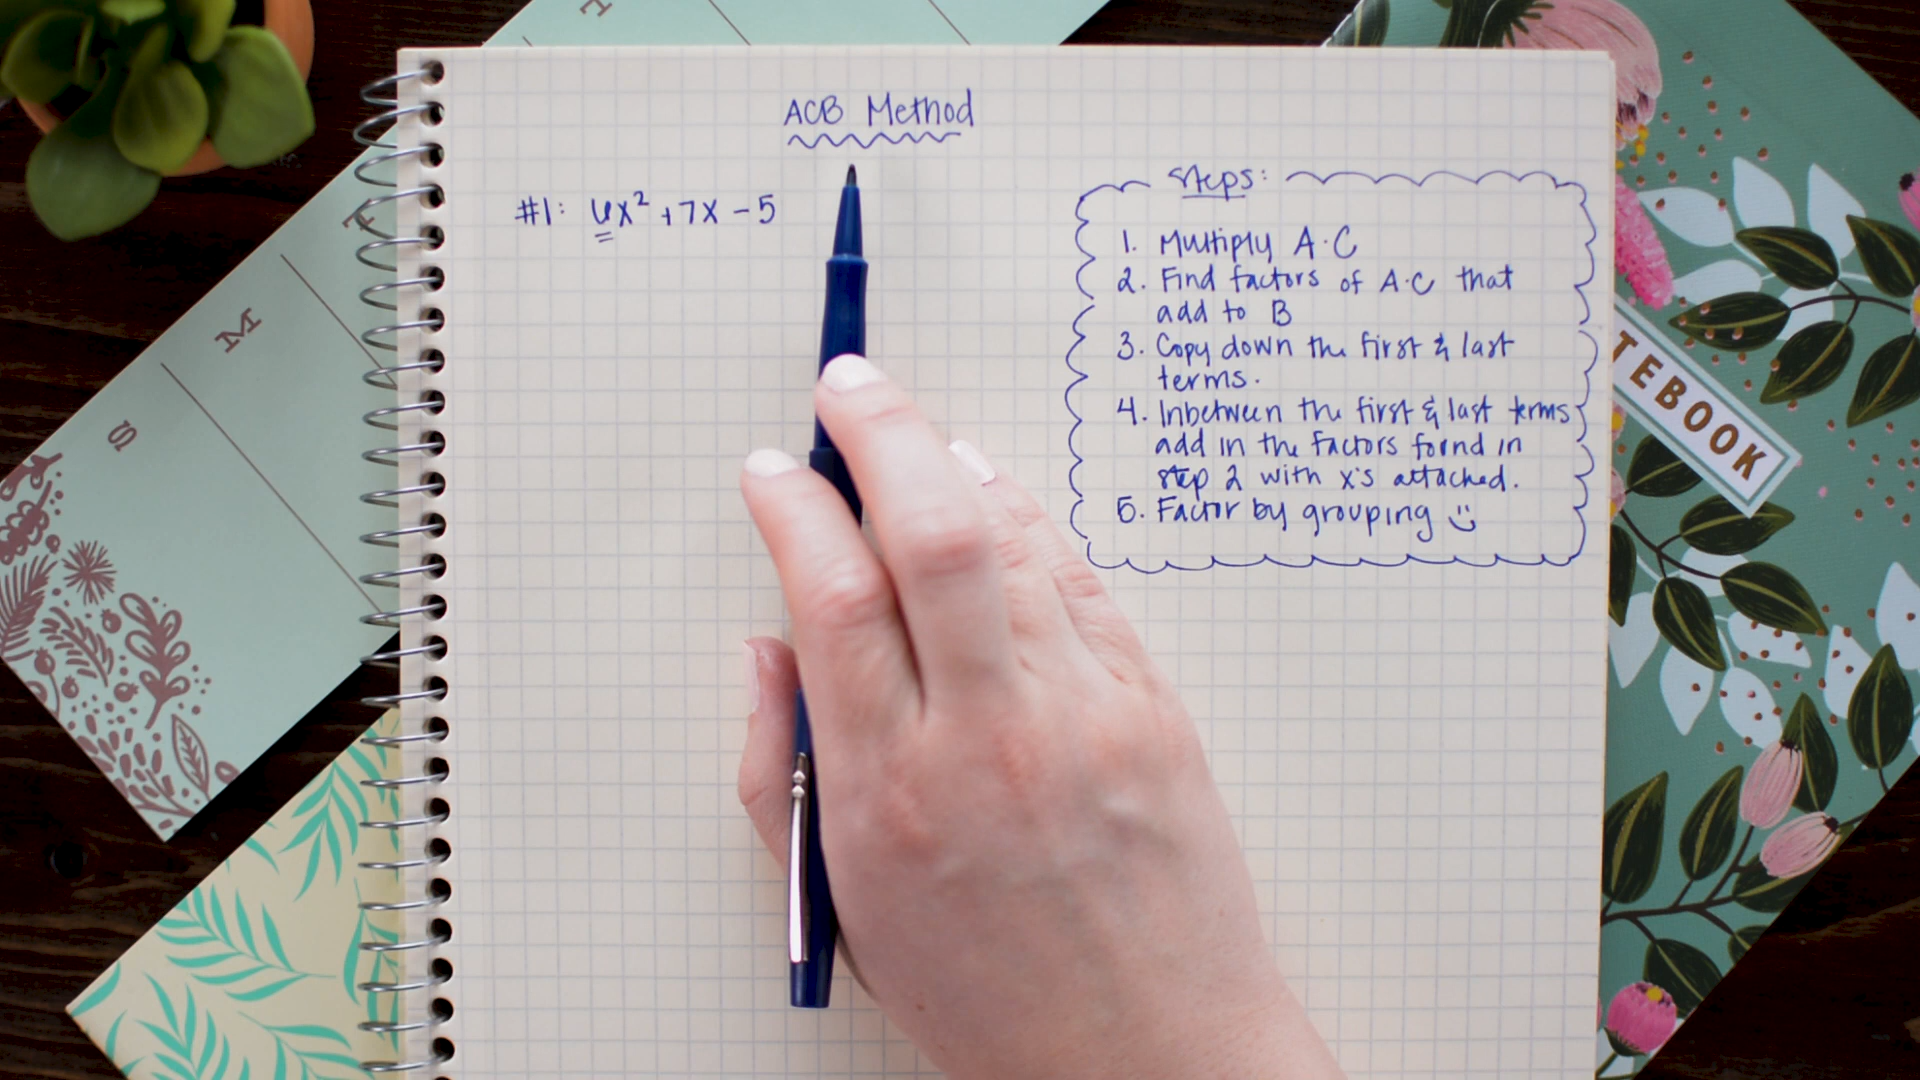 ACB Method
#1: 6x² + 7x - 5
Steps:
1. Multiply A·C
2. Find factors of A·C that
add to B
3. Copy down the first & last
terms.
4. Inbetween the first & last terms
add in the factors found in
step 2 with x's attached.
5. Factor by grouping
S
M
T
TEBOOK